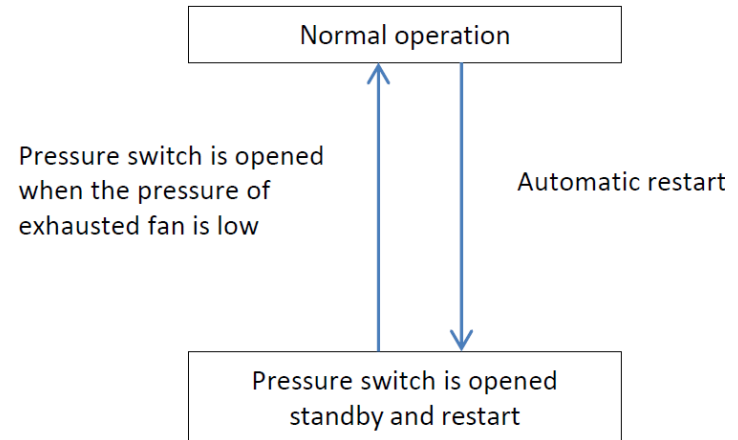 Normal operation
Pressure switch is opened
when the pressure of
exhausted fan is low
Automatic restart
Pressure switch is opened
standby and restart